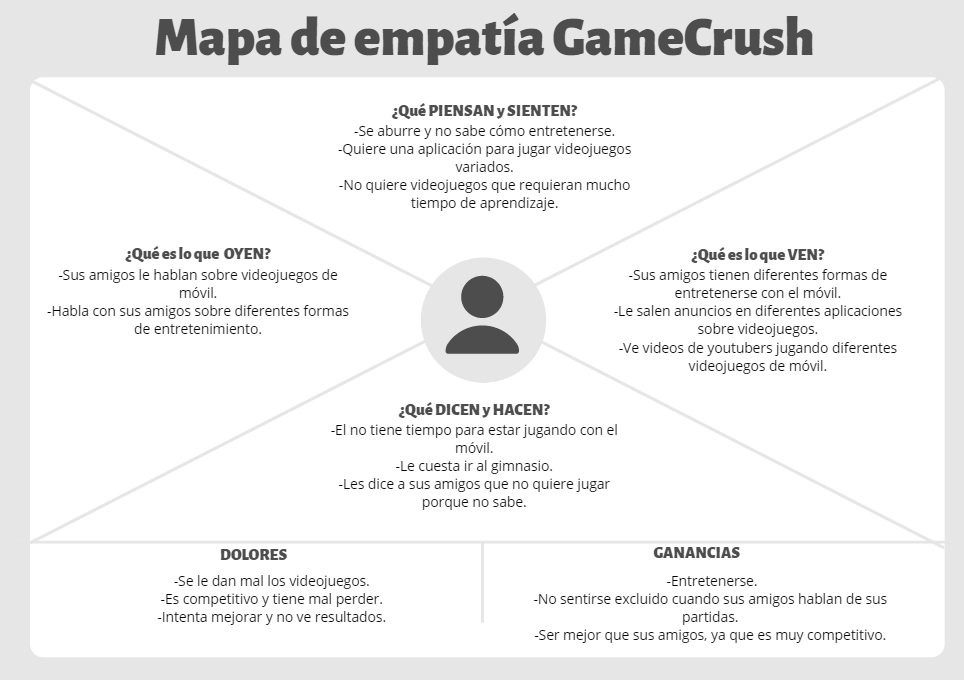 Mapa de empatía GameCrush
¿Qué PIENSAN y SIENTEN?
-Se aburre y no sabe cómo entretenerse.
-Quiere una aplicación para jugar videojuegos
variados.
-No quiere videojuegos que requieran mucho
tiempo de aprendizaje.
¿Qué es lo que OYEN?
-Sus amigos le hablan sobre videojuegos de
móvil.
-Habla con sus amigos sobre diferentes formas
de entretenimiento.
¿Qué es lo que VEN?
-Sus amigos tienen diferentes formas de
entretenerse con el móvil.
-Le salen anuncios en diferentes aplicaciones
sobre videojuegos.
-Ve videos de youtubers jugando diferentes
videojuegos de móvil.
¿Qué DICEN y HACEN?
-El no tiene tiempo para estar jugando con el
móvil.
-Le cuesta ir al gimnasio.
-Les dice a sus amigos que no quiere jugar
porque no sabe.
DOLORES
-Se le dan mal los videojuegos.
-Es competitivo y tiene mal perder.
-Intenta mejorar y no ve resultados.
GANANCIAS
-Entretenerse.
-No sentirse excluido cuando sus amigos hablan de sus
partidas.
-Ser mejor que sus amigos, ya que es muy competitivo.